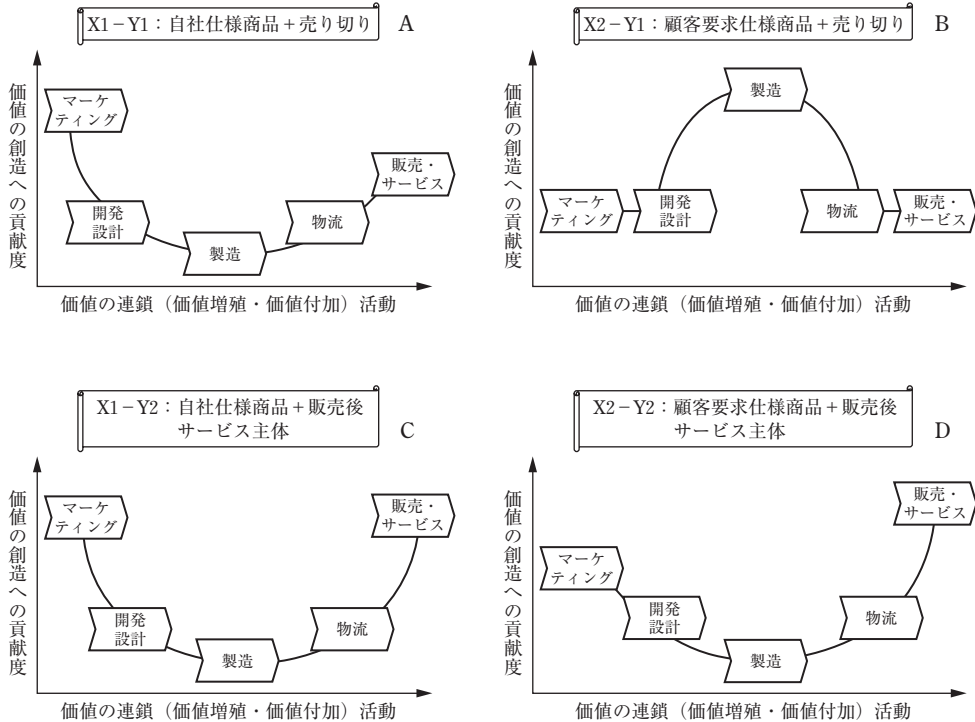 X1−Y1：自社仕様商品＋売り切り
A
価値の創造への貢献度
マーケ
ティング
開発
設計
製造
物流
販売・
サービス
価値の連鎖（価値増殖・価値付加）活動
X2−Y1：顧客要求仕様商品＋売り切り
B
価値の創造への貢献度
マーケ
ティング
開発
設計
製造
物流
販売・
サービス
価値の連鎖（価値増殖・価値付加）活動
X1−Y2：自社仕様商品＋販売後
サービス主体
C
価値の創造への貢献度
マーケ
ティング
開発
設計
製造
物流
販売・
サービス
価値の連鎖（価値増殖・価値付加）活動
X2−Y2：顧客要求仕様商品＋販売後
サービス主体
D
価値の創造への貢献度
マーケ
ティング
開発
設計
製造
物流
販売・
サービス
価値の連鎖（価値増殖・価値付加）活動